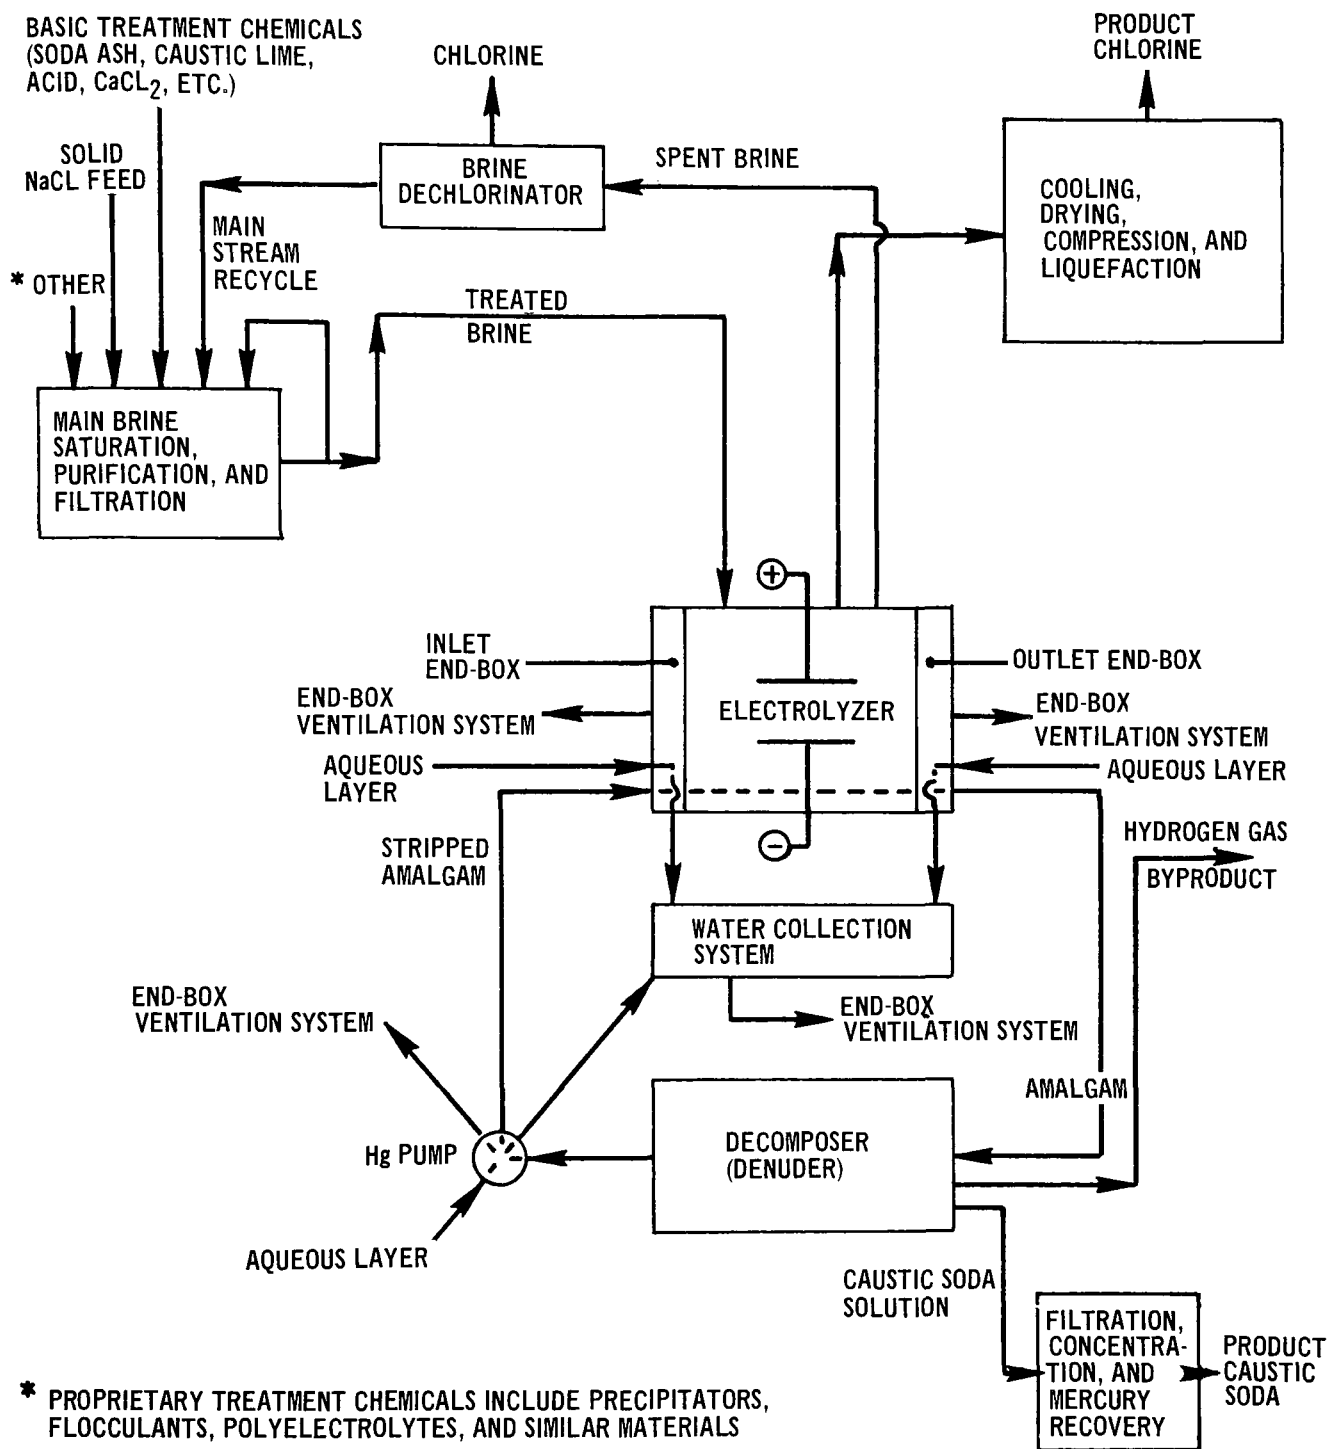 BASIC TREATMENT CHEMICALS
(SODA ASH, CAUSTIC LIME,
ACID, CaCL2, ETC.)
CHLORINE
PRODUCT
CHLORINE
SOLID
NaCL FEED
* OTHER
MAIN
STREAM
RECYCLE
BRINE
DECHLORINATOR
SPENT BRINE
COOLING,
DRYING,
COMPRESSION, AND
LIQUEFACTION
TREATED
BRINE
MAIN BRINE
SATURATION,
PURIFICATION, AND
FILTRATION
+
INLET
END-BOX
OUTLET END-BOX
END-BOX
VENTILATION SYSTEM
ELECTROLYZER
END-BOX
VENTILATION SYSTEM
AQUEOUS
LAYER
AQUEOUS LAYER
−
STRIPPED
AMALGAM
HYDROGEN GAS
BYPRODUCT
WATER COLLECTION
SYSTEM
END-BOX
VENTILATION SYSTEM
END-BOX
VENTILATION SYSTEM
AMALGAM
Hg PUMP
DECOMPOSER
(DENUDER)
AQUEOUS LAYER
CAUSTIC SODA
SOLUTION
FILTRATION,
CONCENTRA-
TION, AND
MERCURY
RECOVERY
PRODUCT
CAUSTIC
SODA
* PROPRIETARY TREATMENT CHEMICALS INCLUDE PRECIPITATORS,
FLOCCULANTS, POLYELECTROLYTES, AND SIMILAR MATERIALS